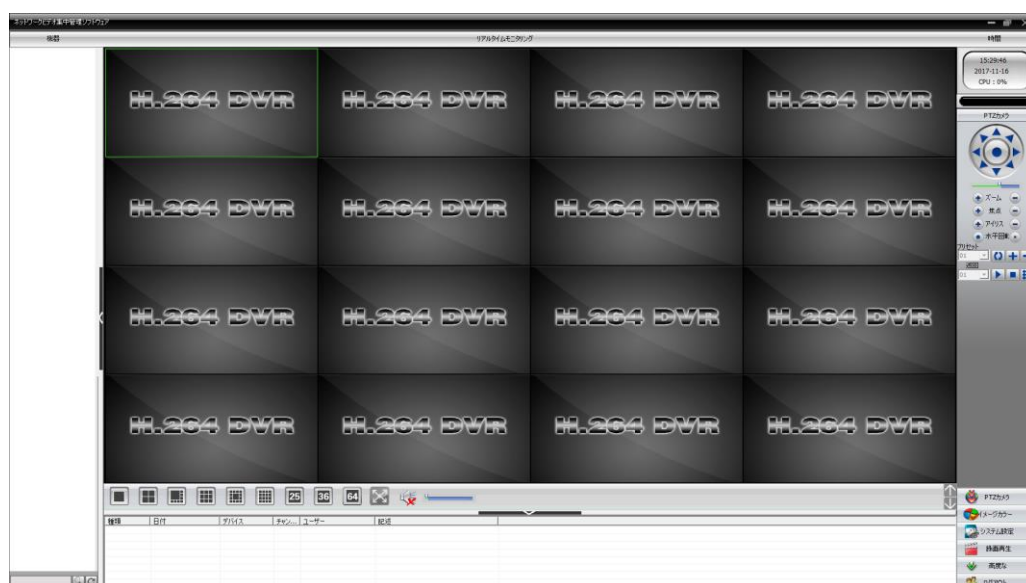 ネットワークビデオ集中管理ソフトウェア
機器 リアルタイムモニタリング 時間
15:29:46
2017-11-16
CPU : 0%
PTZカメラ
H.264 DVR H.264 DVR H.264 DVR H.264 DVR
H.264 DVR H.264 DVR H.264 DVR H.264 DVR
H.264 DVR H.264 DVR H.264 DVR H.264 DVR
H.264 DVR H.264 DVR H.264 DVR H.264 DVR
ズーム
焦点
アイリス
水平回転
プリセット
01
巡回
01
25 36 64
種類 日付 デバイス チャン... ユーザー 記述
PTZカメラ
イメージカラー
システム設定
録画再生
高度な